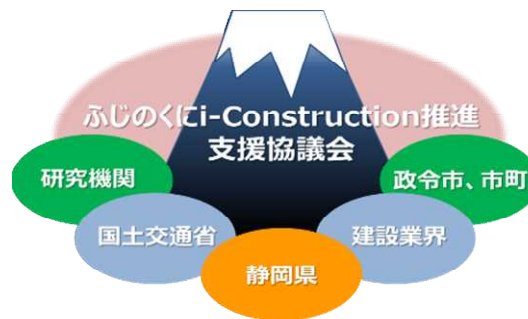 ふじのくにi-Construction推進
支援協議会
研究機関
政令市、市町
国土交通省
建設業界
静岡県